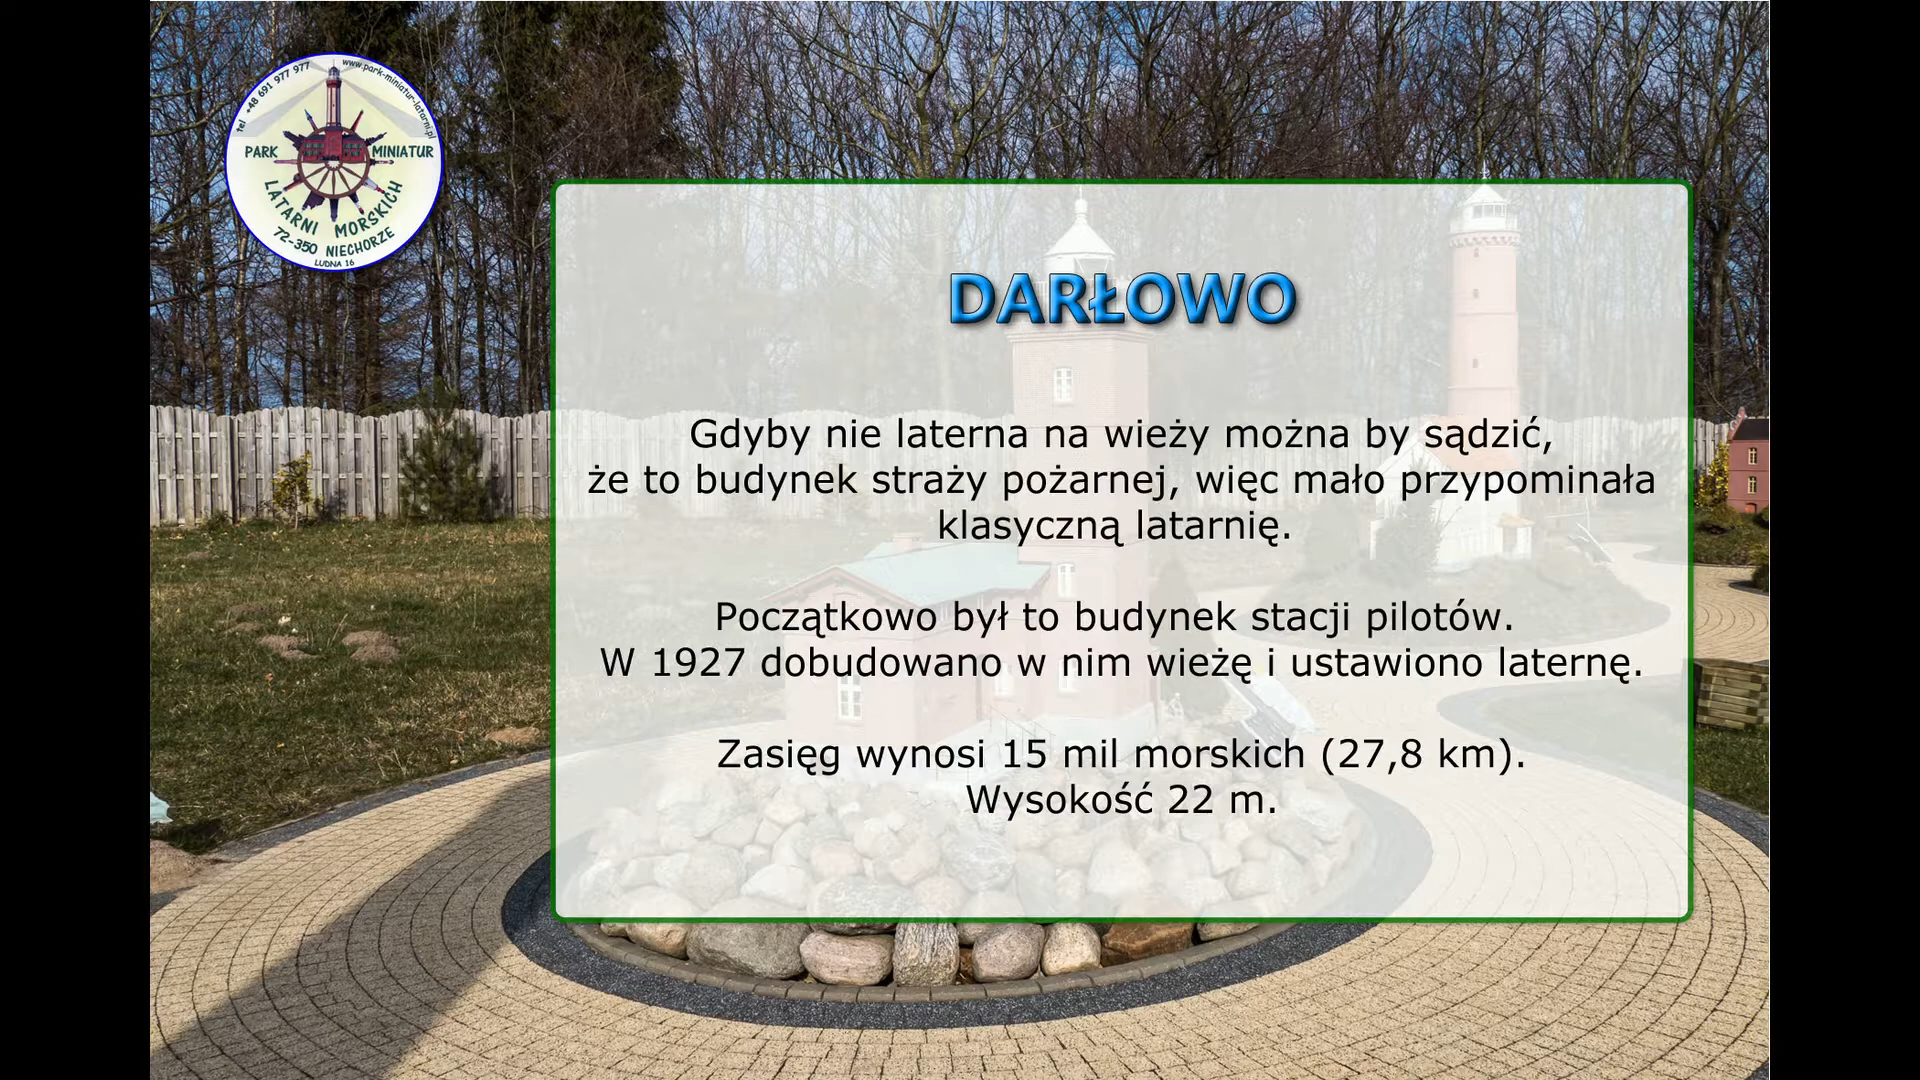 tel +48 691 977 977 www.park-miniatur-latarni.pl
PARK MINIATUR
LATARNI MORSKICH
72-350 NIECHORZE
LUDNA 16
DARŁOWO
Gdyby nie laterna na wieży można by sądzić,
że to budynek straży pożarnej, więc mało przypominała
klasyczną latarnię.
Początkowo był to budynek stacji pilotów.
W 1927 dobudowano w nim wieżę i ustawiono laternę.
Zasięg wynosi 15 mil morskich (27,8 km).
Wysokość 22 m.